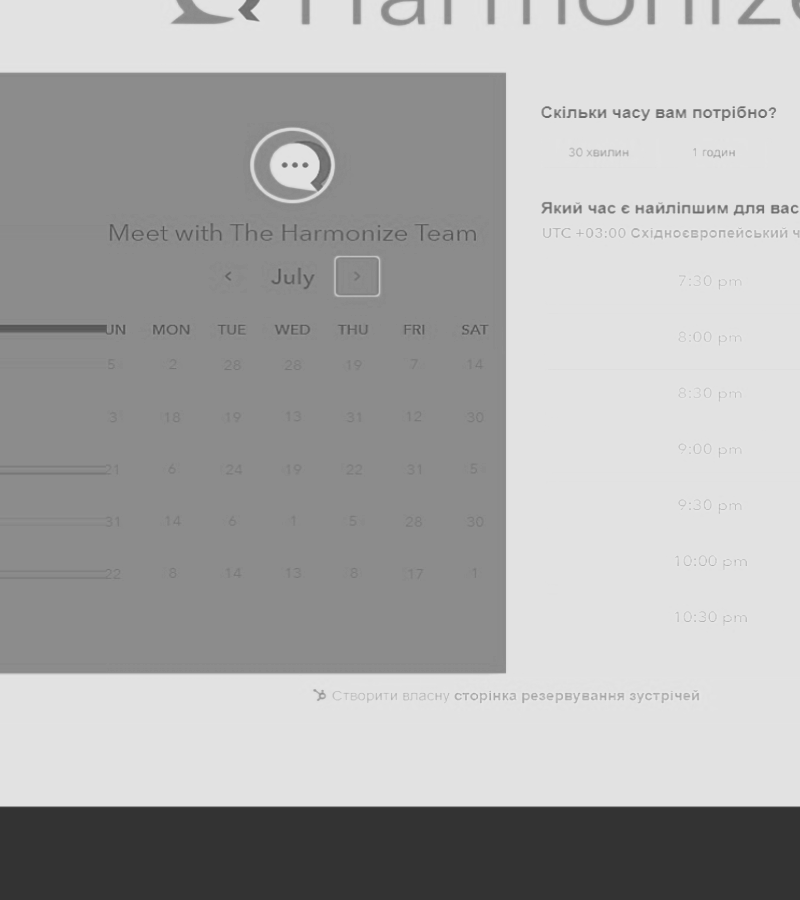 Harmonize
Meet with The Harmonize Team
July
UN MON TUE WED THU FRI SAT
5 2 28 28 19 7 14
3 18 19 13 31 12 30
21 6 24 19 22 31 5
31 14 6 1 5 28 30
22 8 14 13 8 17 1
Скільки часу вам потрібно?
30 хвилин 1 годин
Який час є найліпшим для вас
UTC +03:00 Східноєвропейський ч
7:30 pm
8:00 pm
8:30 pm
9:00 pm
9:30 pm
10:00 pm
10:30 pm
Створити власну сторінка резервування зустрічей